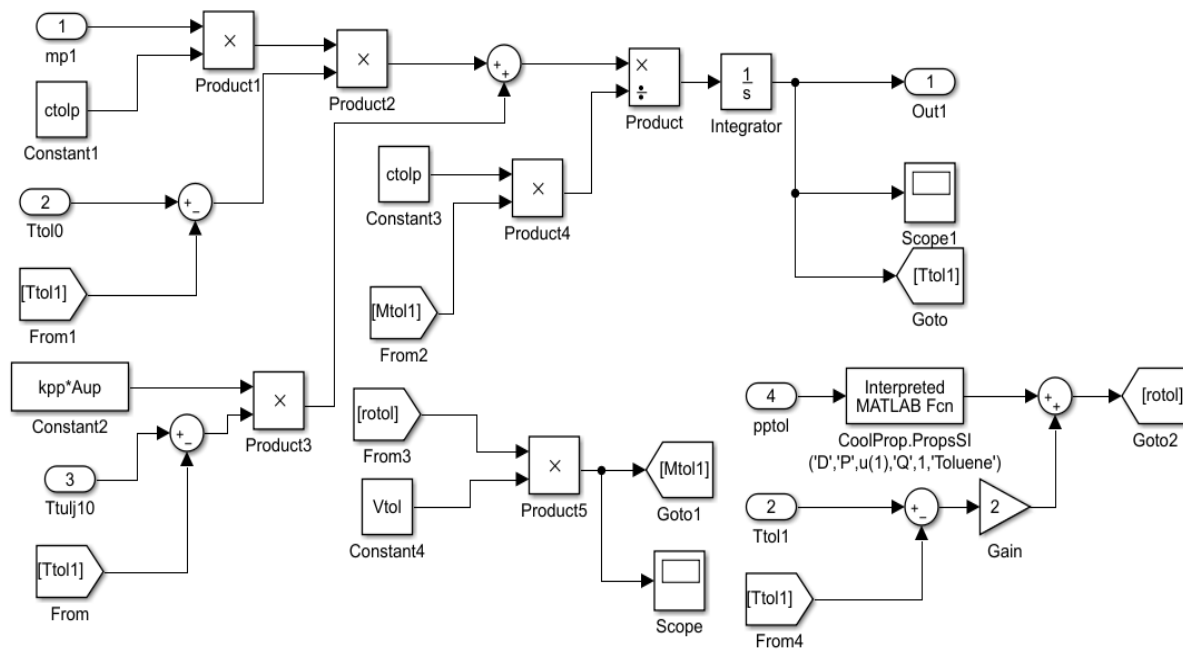 1
mp1
×
Product1
ctolp
Constant1
×
Product2
2
Ttol0
+
−
[Ttol1]
From1
+
+
×
÷
Product
1
s
Integrator
1
Out1
Scope1
[Ttol1]
Goto
ctolp
Constant3
×
Product4
[Mtol1]
From2
kpp*Aup
Constant2
×
Product3
+
−
3
Ttulj10
[Ttol1]
From
[rotol]
From3
Vtol
Constant4
×
Product5
[Mtol1]
Goto1
Scope
4
pptol
Interpreted
MATLAB Fcn
CoolProp.PropsSI
('D','P',u(1),'Q',1,'Toluene')
+
+
[rotol]
Goto2
2
Ttol1
+
−
2
Gain
[Ttol1]
From4